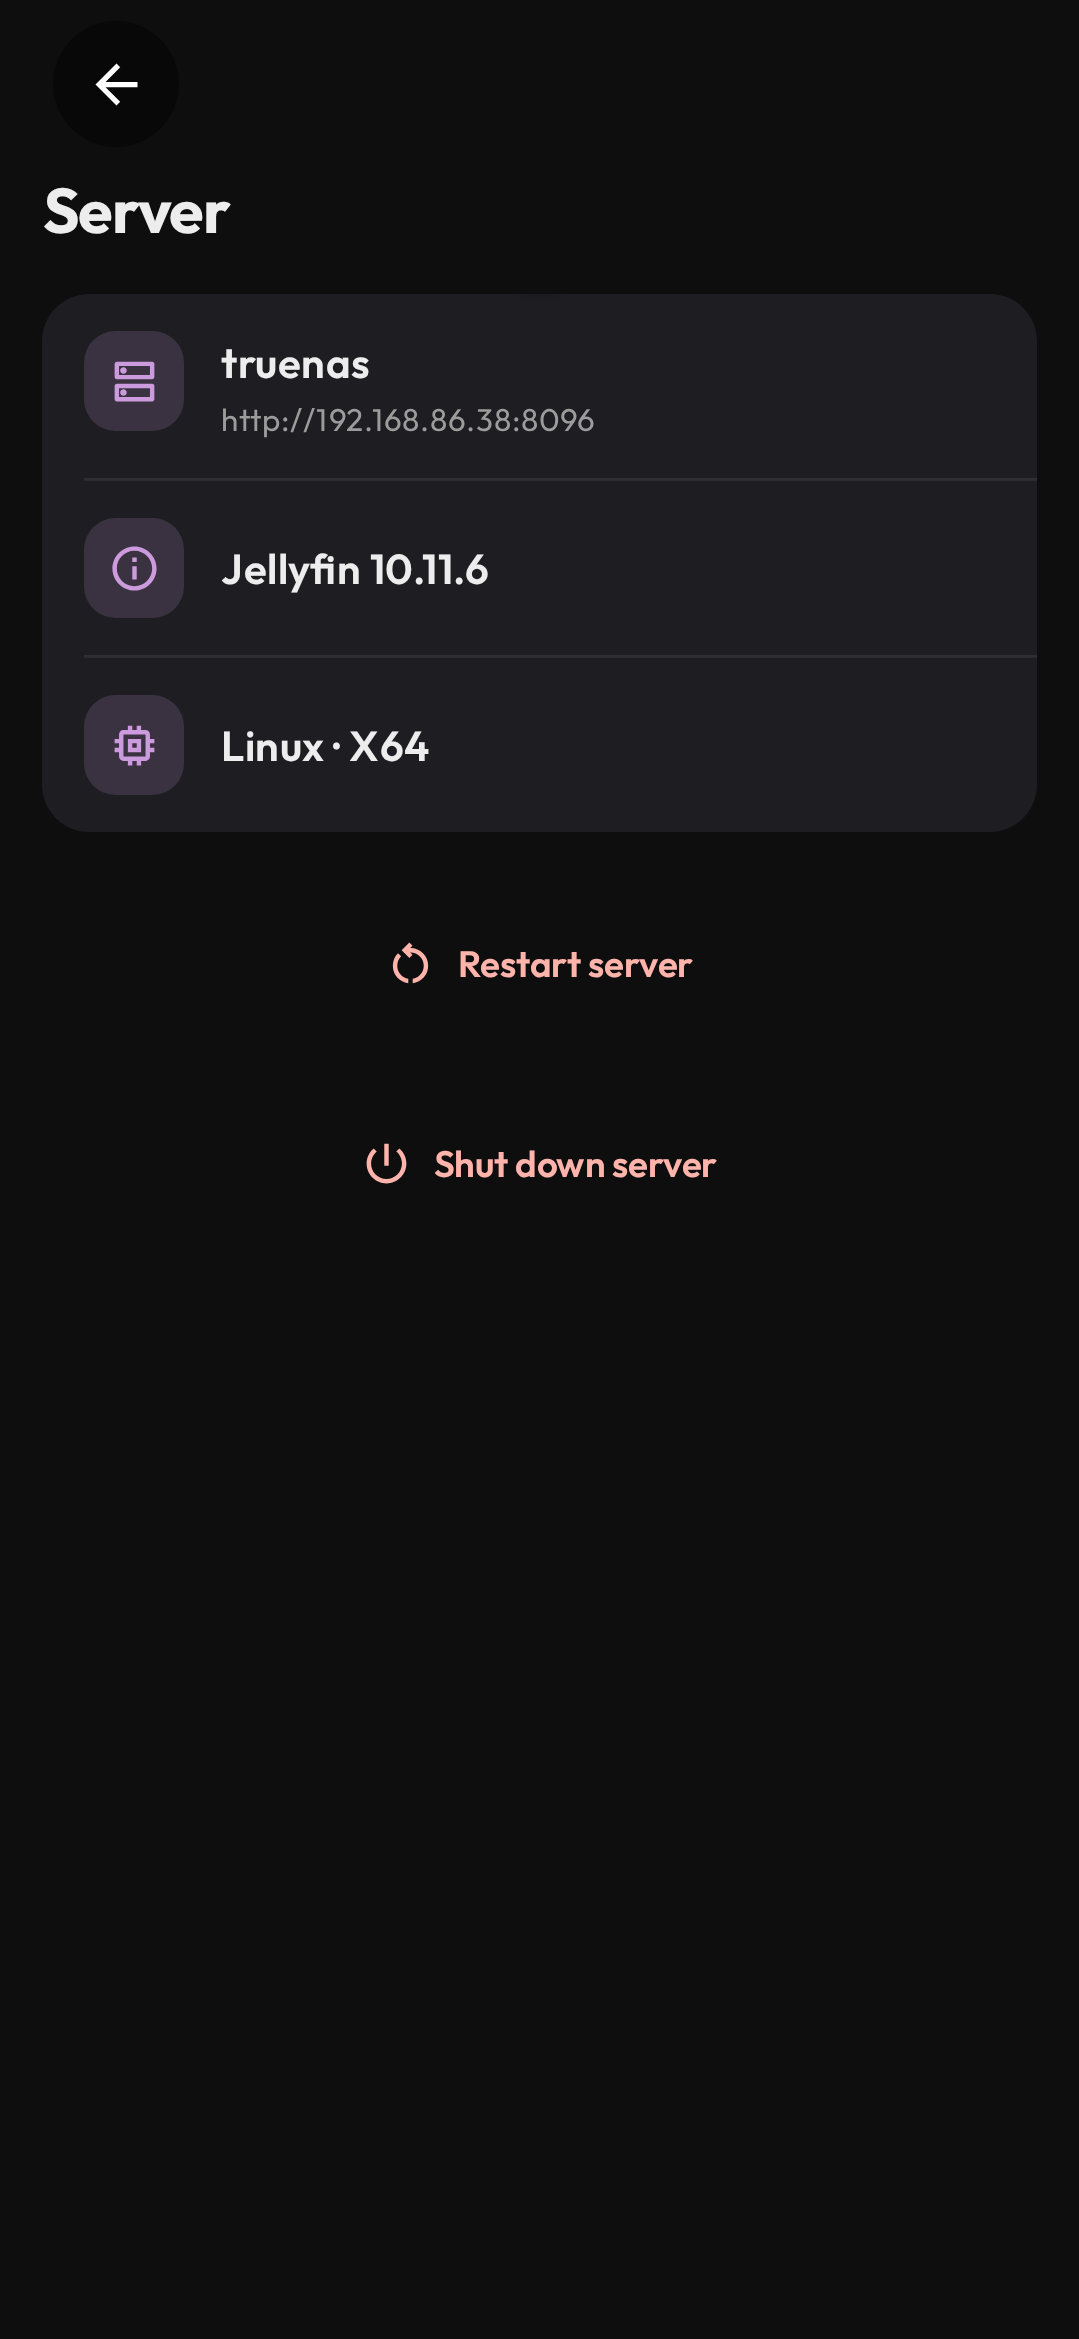 Server
truenas
http://192.168.86.38:8096
Jellyfin 10.11.6
Linux · X64
Restart server
Shut down server